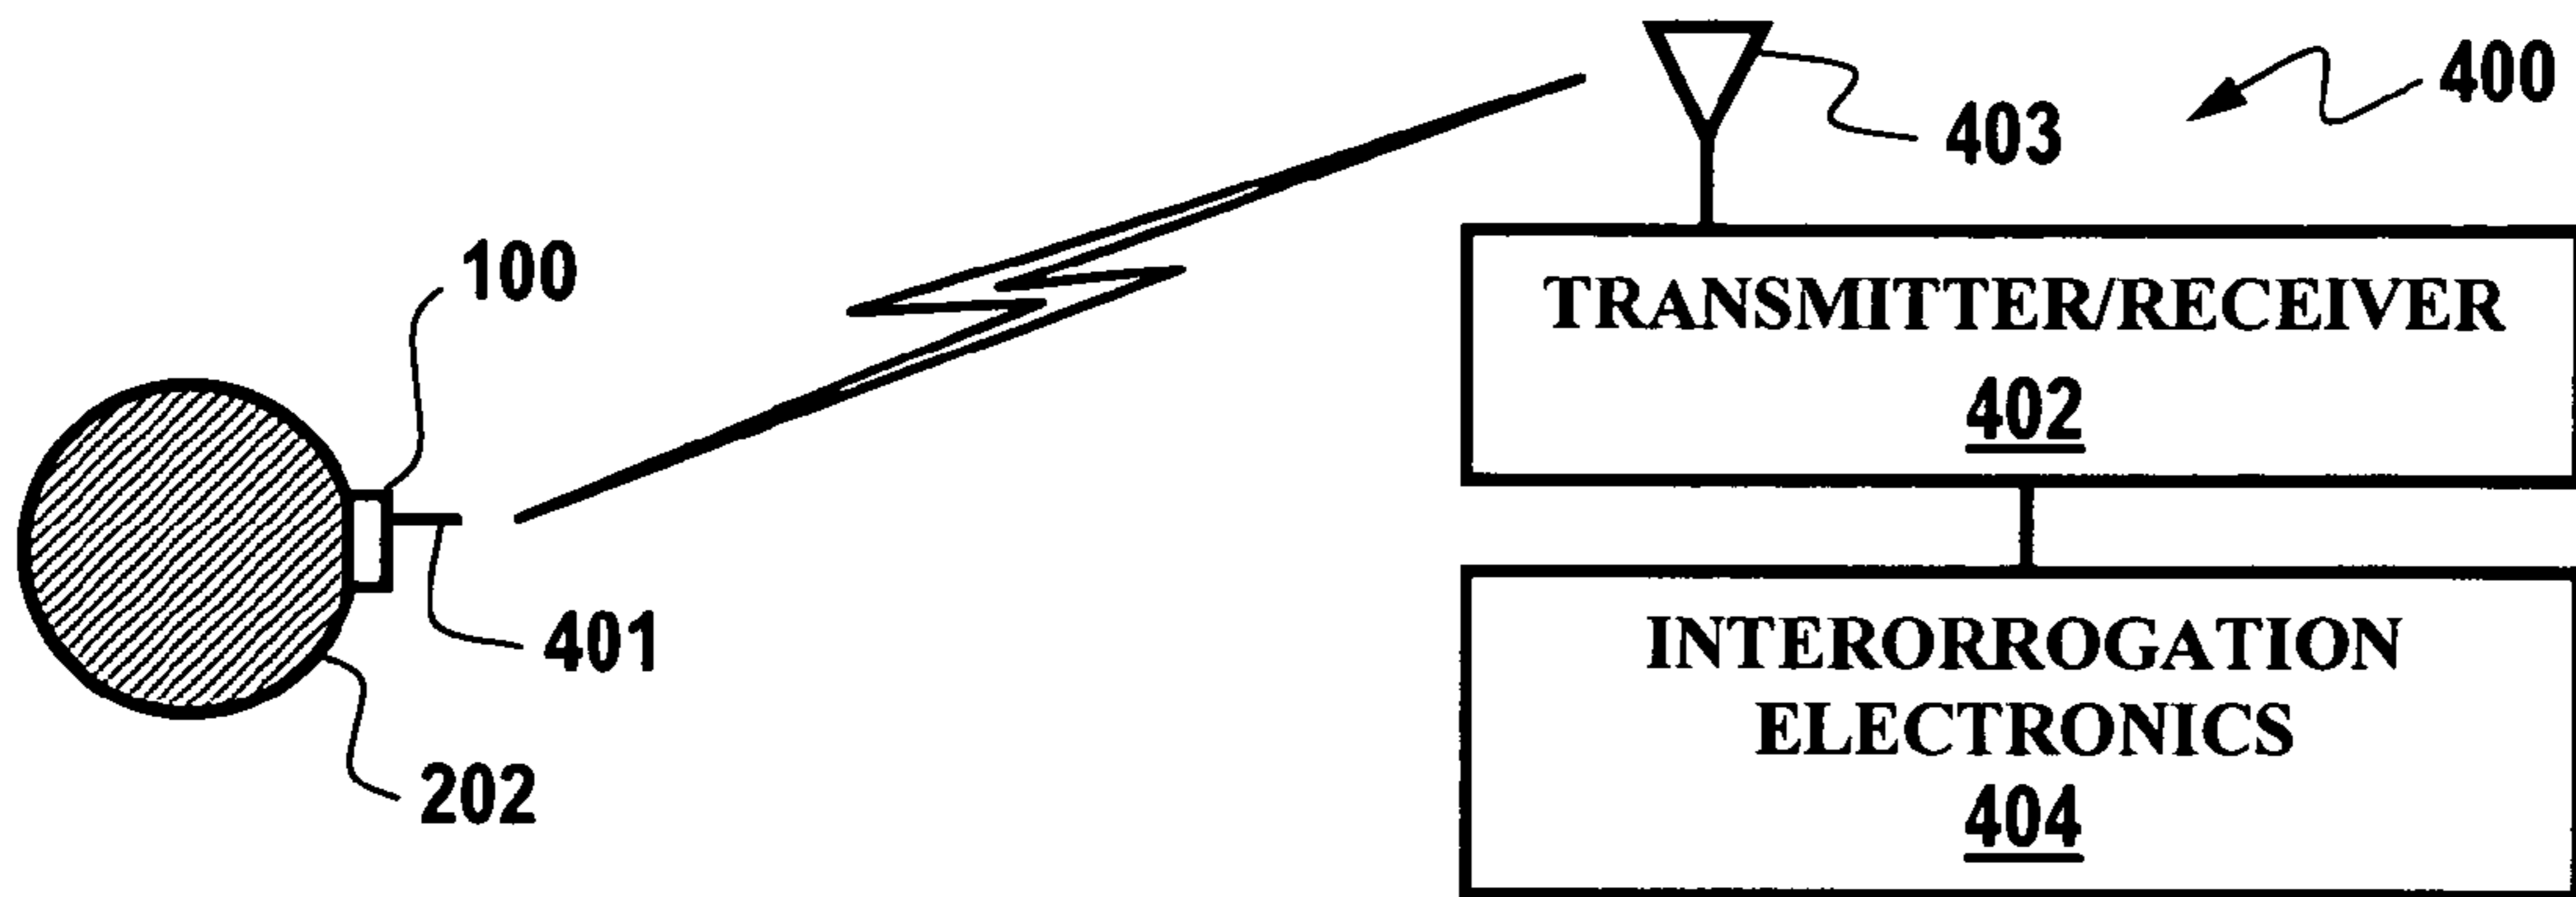 400
403
100
TRANSMITTER/RECEIVER
402
401
INTERORROGATION
ELECTRONICS
202
404